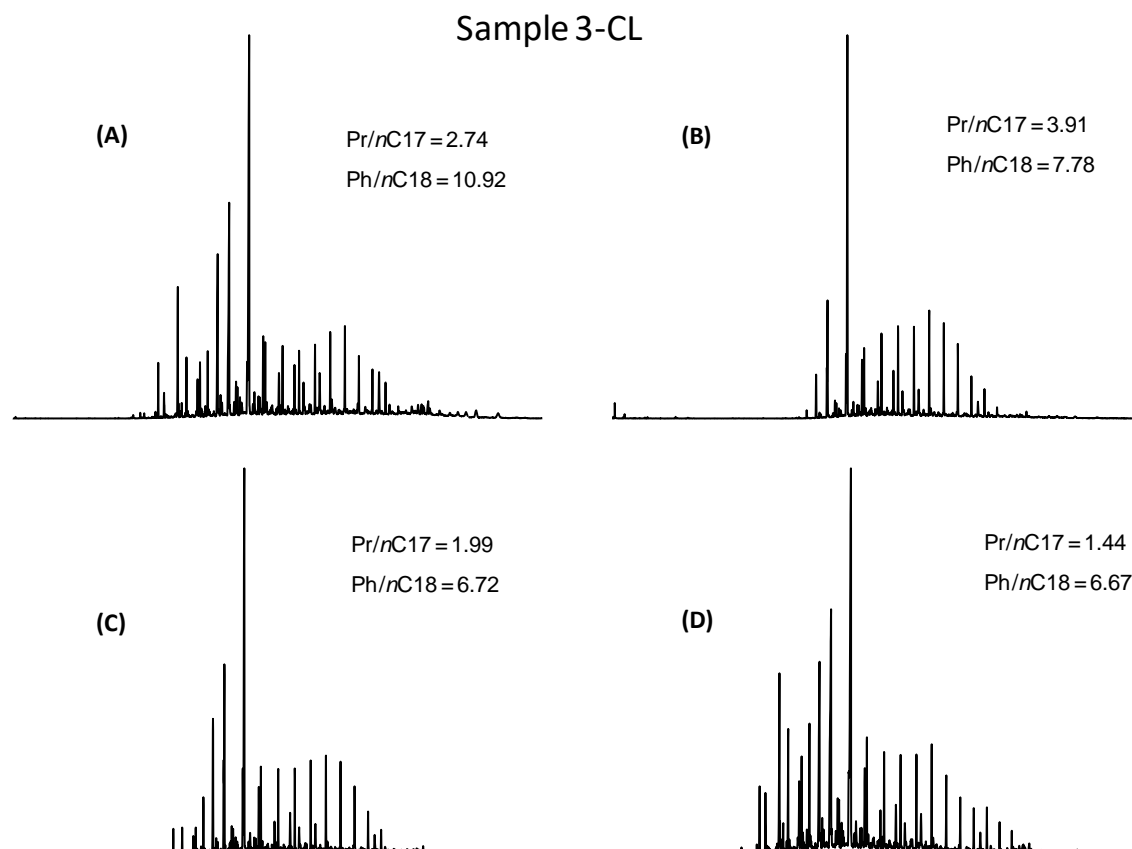 Sample 3-CL
(A)
Pr/nC17 = 2.74
Ph/nC18 = 10.92
(B)
Pr/nC17 = 3.91
Ph/nC18 = 7.78
(C)
Pr/nC17 = 1.99
Ph/nC18 = 6.72
(D)
Pr/nC17 = 1.44
Ph/nC18 = 6.67